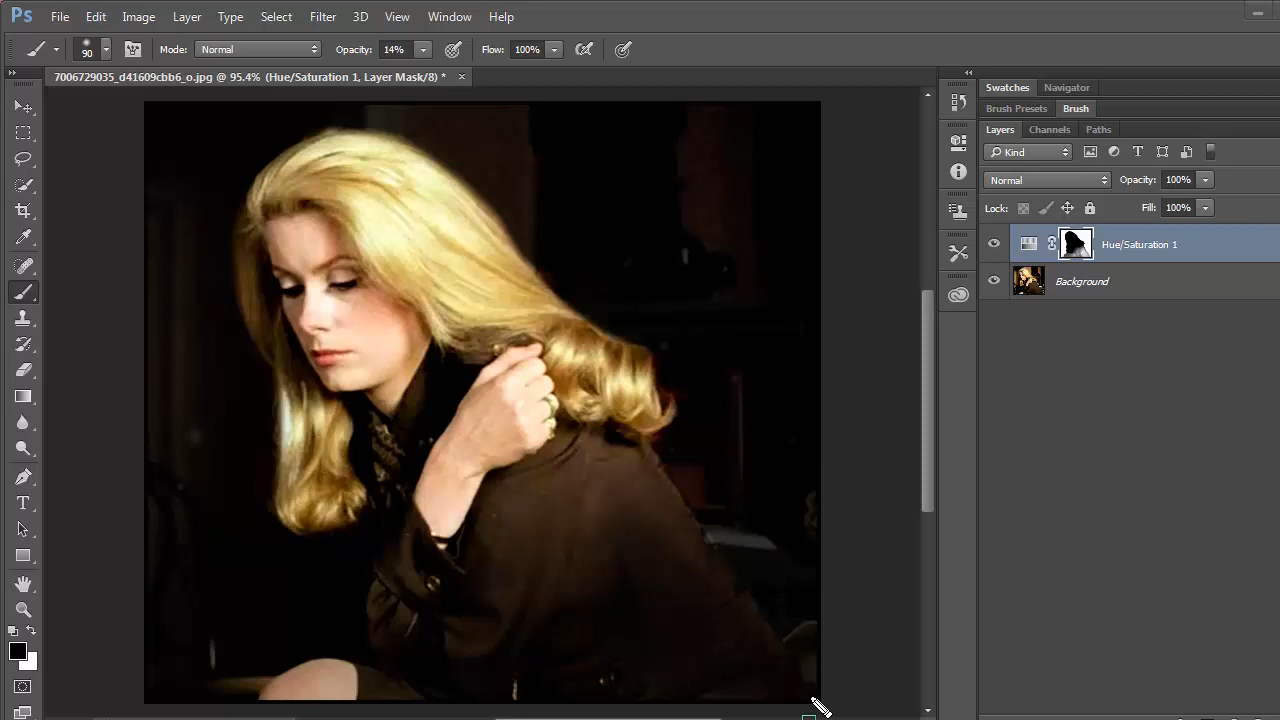 Ps File Edit Image Layer Type Select Filter 3D View Window Help
90 Mode: Normal Opacity: 14% Flow: 100%
7006729035_d41609cbb6_o.jpg @ 95.4% (Hue/Saturation 1, Layer Mask/8) * ×
Swatches Navigator
Brush Presets Brush
Layers Channels Paths
Kind T
Normal Opacity: 100%
Lock: Fill: 100%
Hue/Saturation 1
Background
T